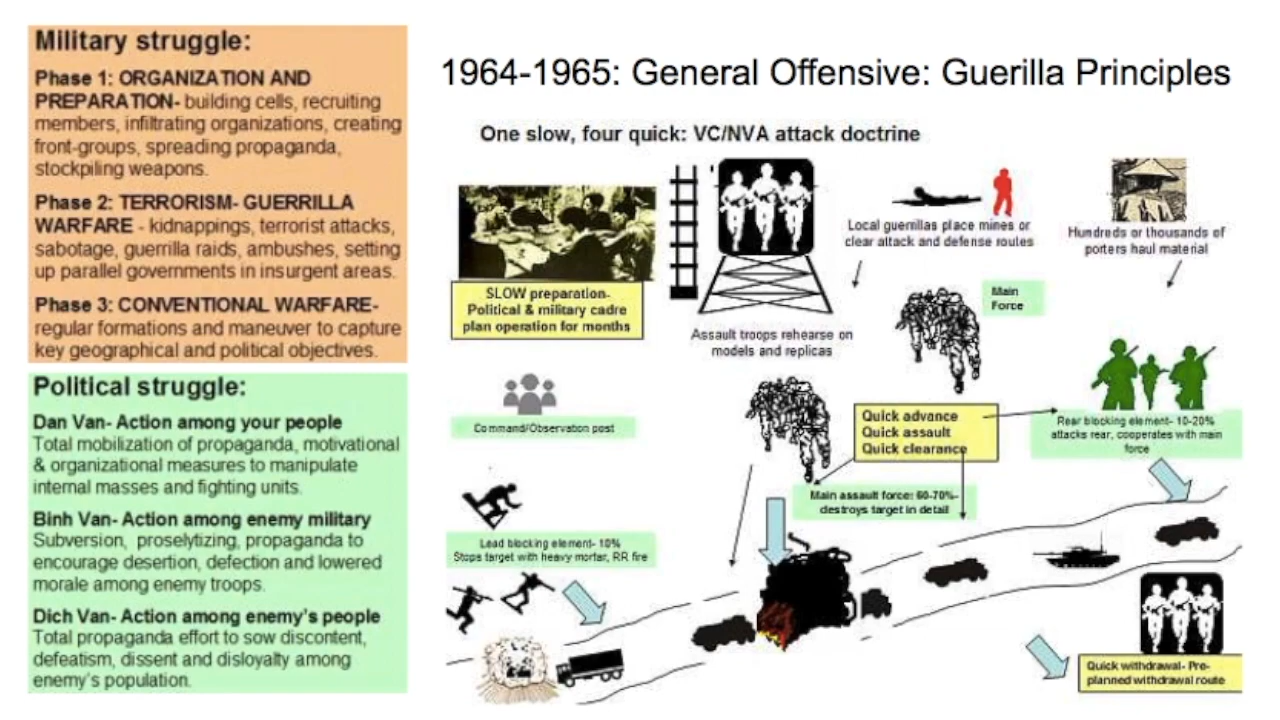 Military struggle:
Phase 1: ORGANIZATION AND
PREPARATION- building cells, recruiting
members, infiltrating organizations, creating
front-groups, spreading propaganda,
stockpiling weapons.
Phase 2: TERRORISM- GUERRILLA
WARFARE - kidnappings, terrorist attacks,
sabotage, guerrilla raids, ambushes, setting
up parallel governments in insurgent areas.
Phase 3: CONVENTIONAL WARFARE-
regular formations and maneuver to capture
key geographical and political objectives.
Political struggle:
Dan Van- Action among your people
Total mobilization of propaganda, motivational
& organizational measures to manipulate
internal masses and fighting units.
Binh Van- Action among enemy military
Subversion, proselytizing, propaganda to
encourage desertion, defection and lowered
morale among enemy troops.
Dich Van- Action among enemy's people
Total propaganda effort to sow discontent,
defeatism, dissent and disloyalty among
enemy's population.
1964-1965: General Offensive: Guerilla Principles
One slow, four quick: VC/NVA attack doctrine
SLOW preparation-
Political & military cadre
plan operation for months
Assault troops rehearse on
models and replicas
Local guerrillas place mines or
clear attack and defense routes
Hundreds or thousands of
porters haul material
Main
Force
Command/Observation post
Quick advance
Quick assault
Quick clearance
Rear blocking element- 10-20%
attacks rear, cooperates with main
force
Main assault force: 60-70%-
destroys target in detail
Lead blocking element- 10%
Stops target with heavy mortar, RR fire
Quick withdrawal- Pre-
planned withdrawal route